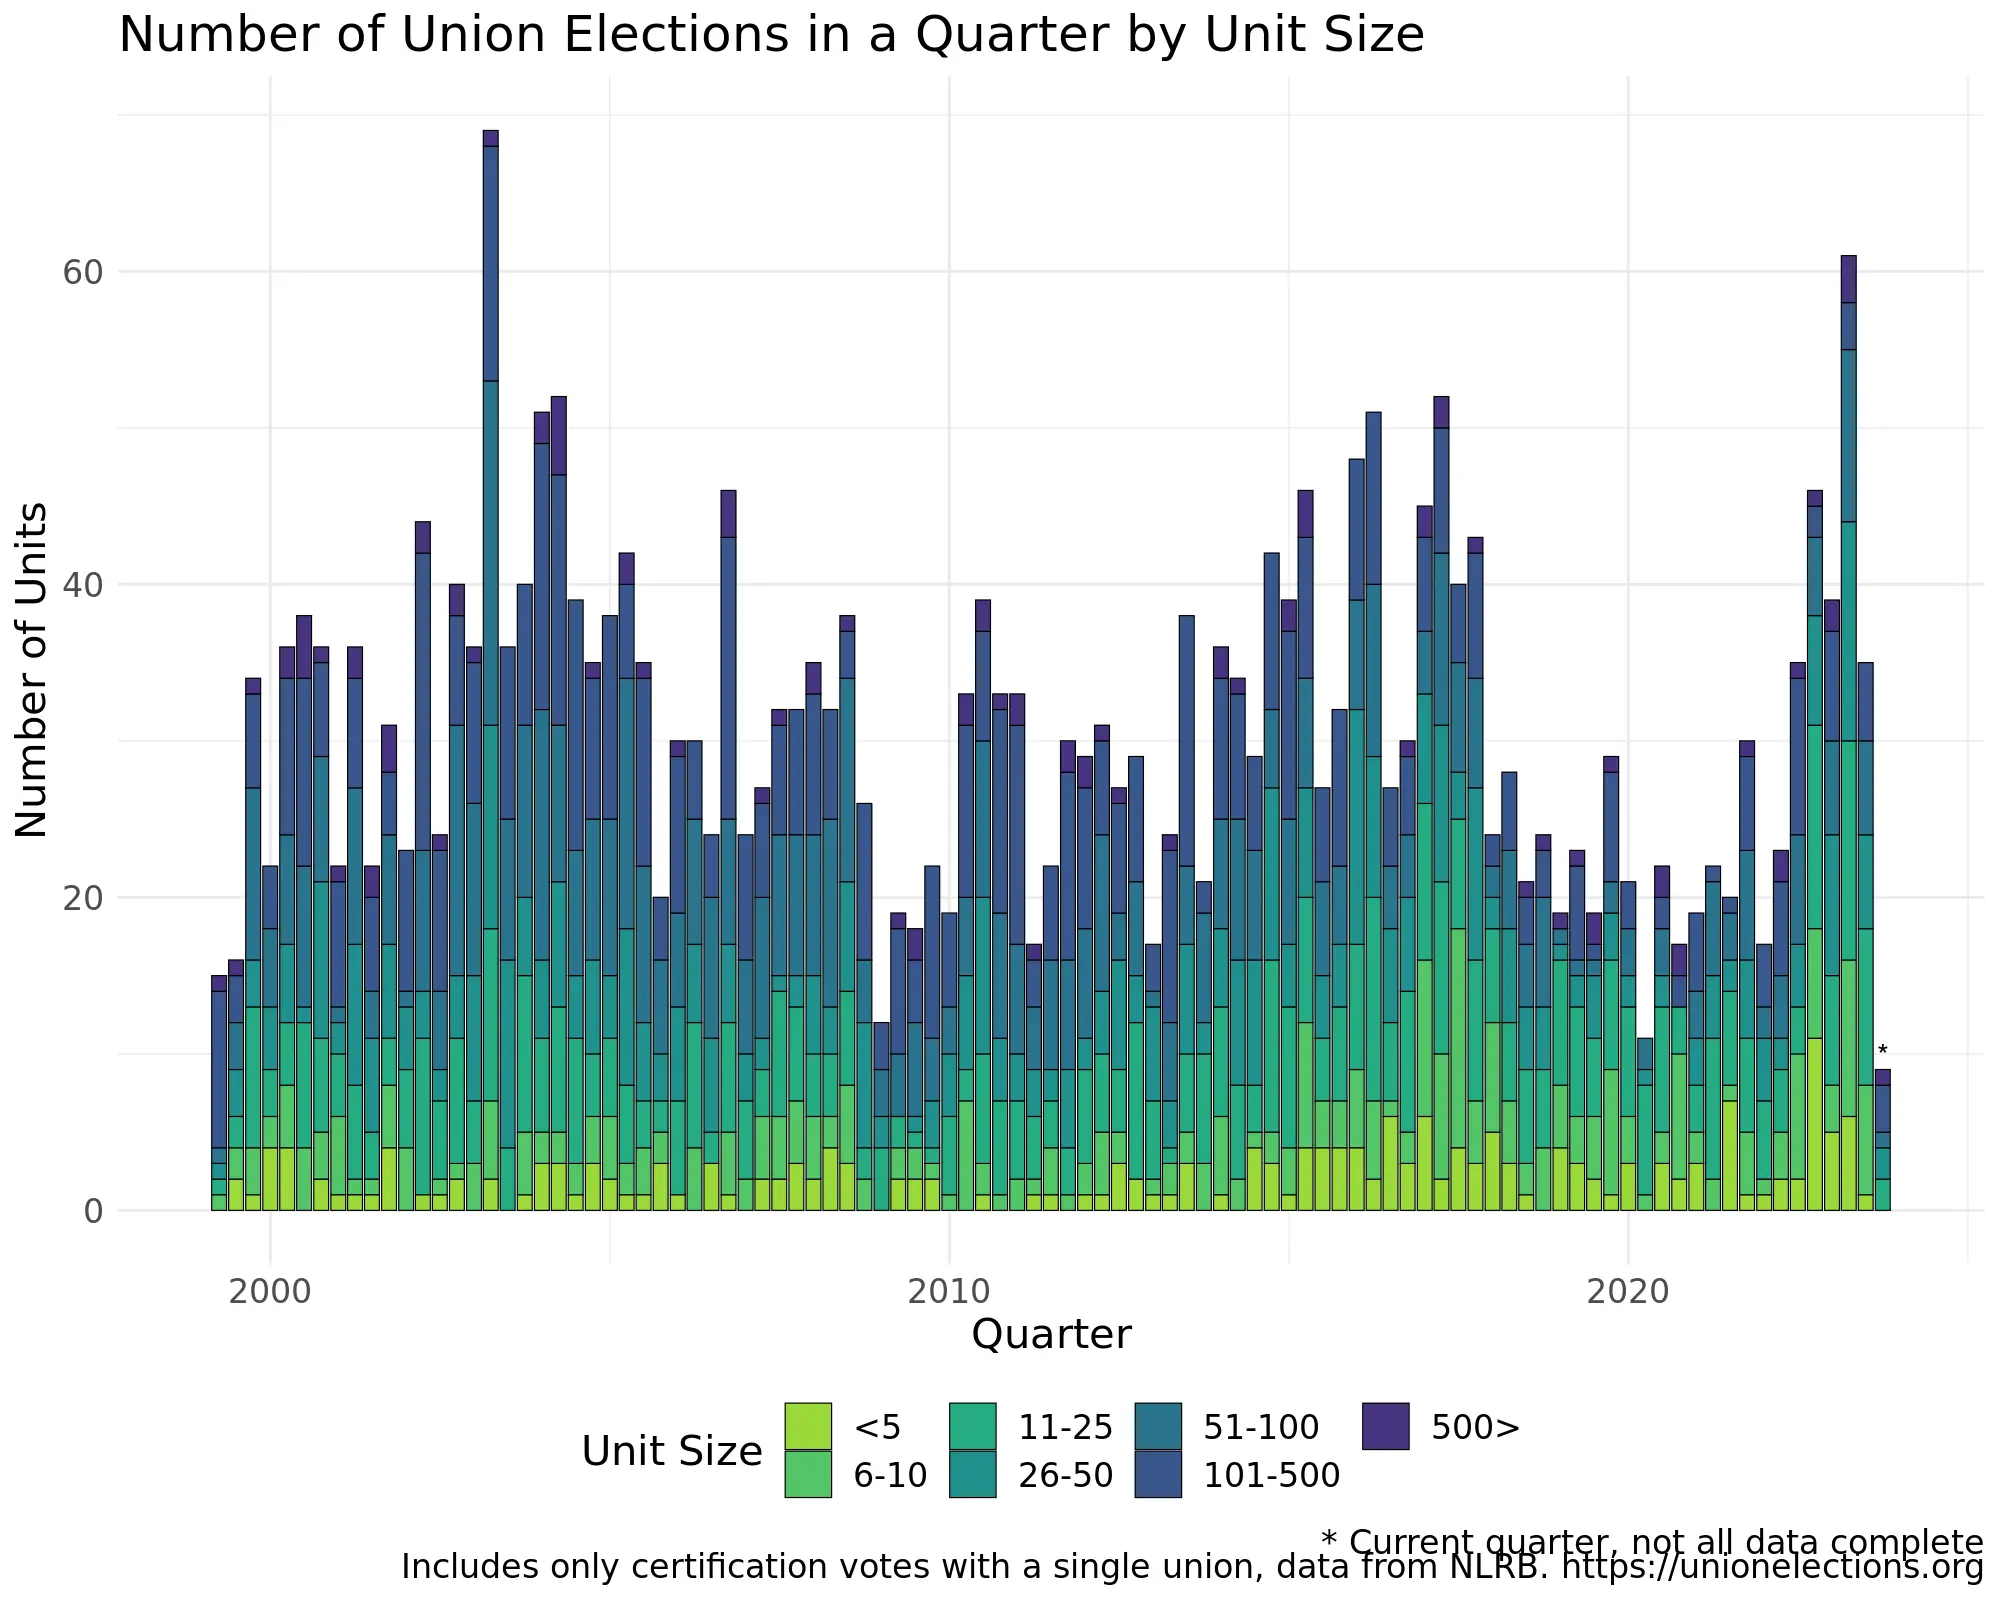 Number of Union Elections in a Quarter by Unit Size
Number of Units
60
40
20
0
*
2000 2010 2020
Quarter
Unit Size
<5 11-25 51-100 500>
6-10 26-50 101-500
* Current quarter, not all data complete
Includes only certification votes with a single union, data from NLRB. https://unionelections.org